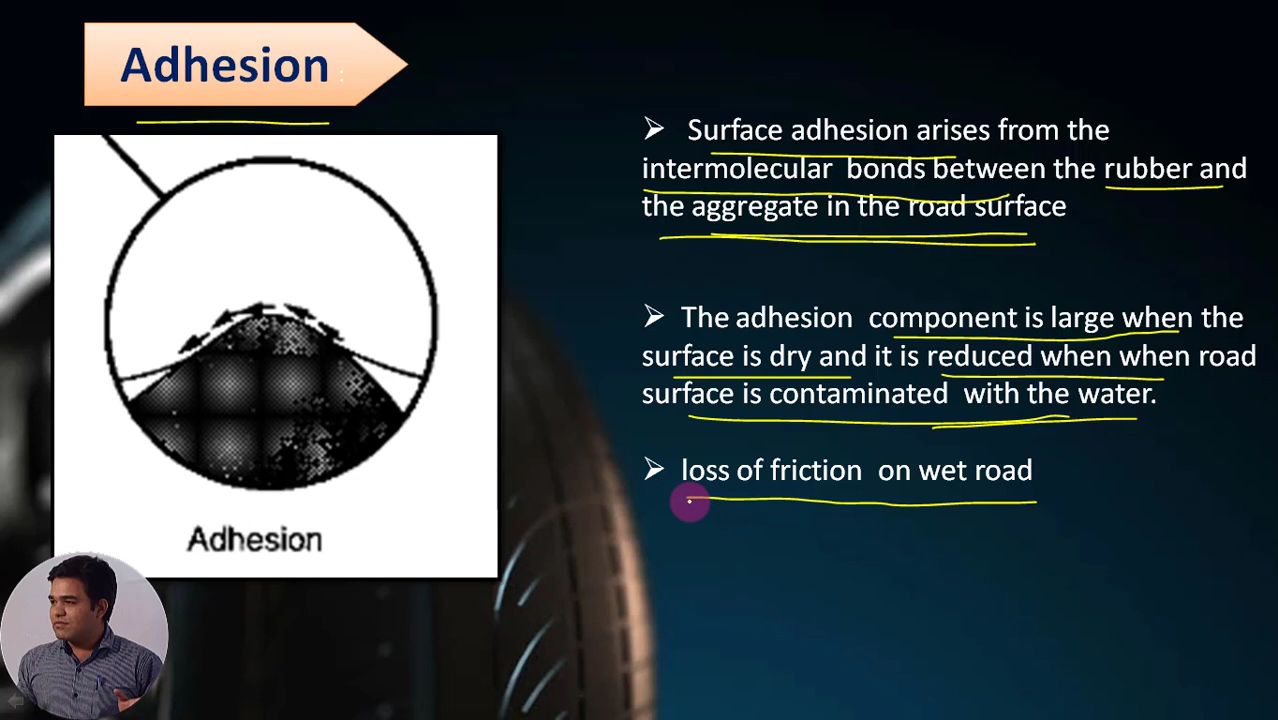 Adhesion :
➢ Surface adhesion arises from the
intermolecular bonds between the rubber and
the aggregate in the road surface
➢ The adhesion component is large when the
surface is dry and it is reduced when when road
surface is contaminated with the water.
➢ loss of friction on wet road
Adhesion